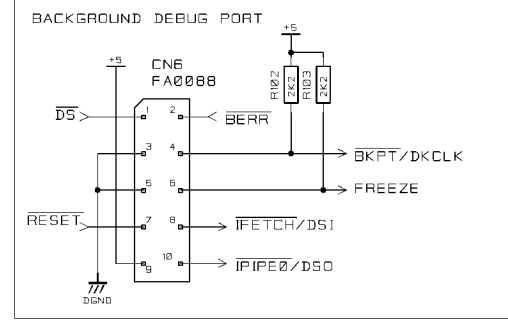 BACKGROUND DEBUG PORT
+5
+5
CN6
FA0088
R102
2K2
R103
2K2
DS
1
2
BERR
3
4
BKPT/DKCLK
5
6
FREEZE
RESET
7
8
IFETCH/DSI
9
10
IPIPE0/DSO
DGND